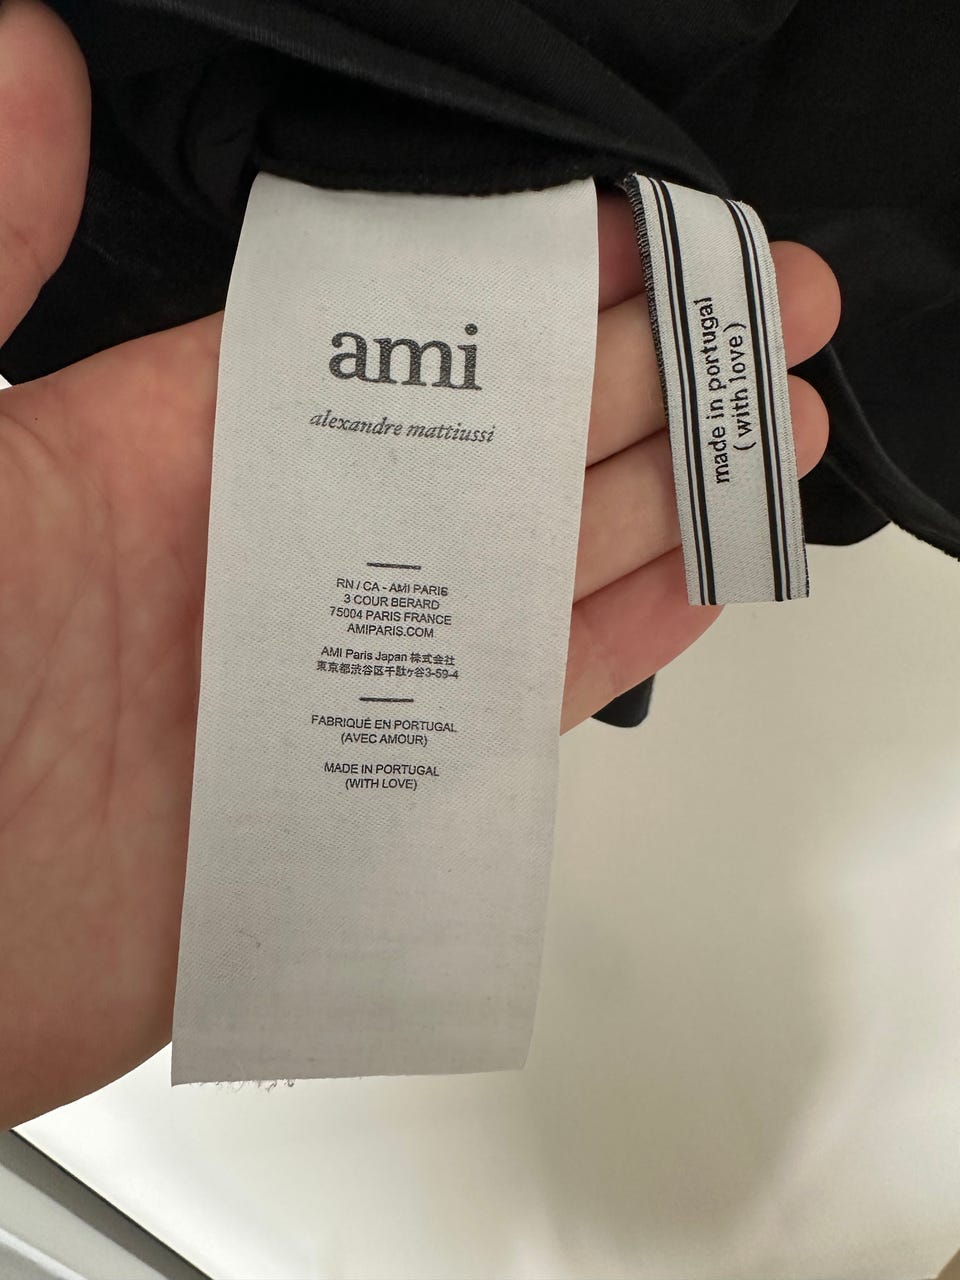 ami
alexandre mattiussi
RN / CA - AMI PARIS
3 COUR BERARD
75004 PARIS FRANCE
AMIPARIS.COM
AMI Paris Japan 株式会社
東京都渋谷区千駄ヶ谷3-59-4
FABRIQUÉ EN PORTUGAL
(AVEC AMOUR)
MADE IN PORTUGAL
(WITH LOVE)
made in portugal
( with love )